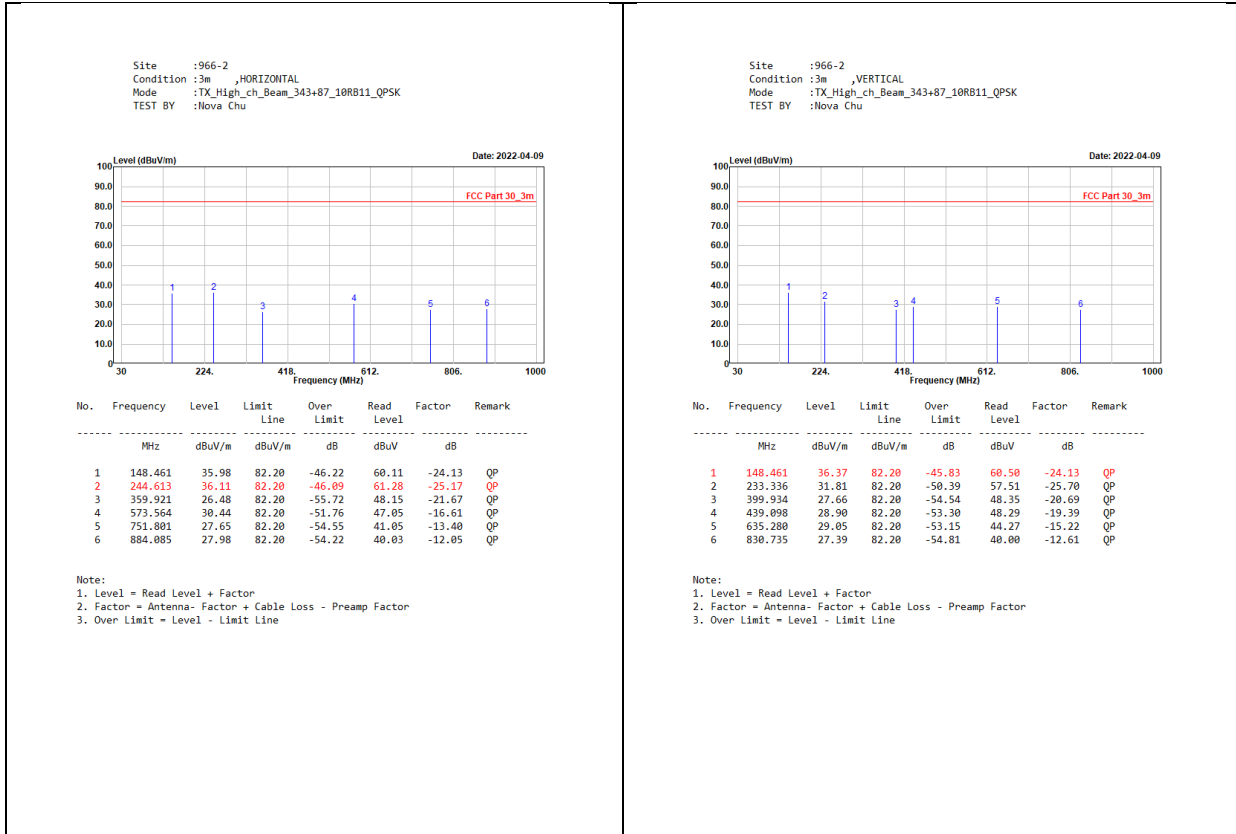 Site :966-2
Condition :3m ,HORIZONTAL
Mode :TX_High_ch_Beam_343+87_10RB11_QPSK
TEST BY :Nova Chu
Level (dBuV/m) Date: 2022-04-09
100
90.0
FCC Part 30_3m
80.0
70.0
60.0
50.0
40.0
30.0
20.0
10.0
0
1 2 3 4 5 6
30 224. 418. 612. 806. 1000
Frequency (MHz)
No. Frequency Level Limit Over Read Factor Remark
Line Limit Level
------ ----------- -------- --------- --------- -------- -------- ---------
MHz dBuV/m dBuV/m dB dBuV dB
1 148.461 35.98 82.20 -46.22 60.11 -24.13 QP
2 244.613 36.11 82.20 -46.09 61.28 -25.17 QP
3 359.921 26.48 82.20 -55.72 48.15 -21.67 QP
4 573.564 30.44 82.20 -51.76 47.05 -16.61 QP
5 751.801 27.65 82.20 -54.55 41.05 -13.40 QP
6 884.085 27.98 82.20 -54.22 40.03 -12.05 QP
Note:
1. Level = Read Level + Factor
2. Factor = Antenna- Factor + Cable Loss - Preamp Factor
3. Over Limit = Level - Limit Line
Site :966-2
Condition :3m ,VERTICAL
Mode :TX_High_ch_Beam_343+87_10RB11_QPSK
TEST BY :Nova Chu
Level (dBuV/m) Date: 2022-04-09
100
90.0
FCC Part 30_3m
80.0
70.0
60.0
50.0
40.0
30.0
20.0
10.0
0
1 2 3 4 5 6
30 224. 418. 612. 806. 1000
Frequency (MHz)
No. Frequency Level Limit Over Read Factor Remark
Line Limit Level
------ ----------- -------- --------- --------- -------- -------- ---------
MHz dBuV/m dBuV/m dB dBuV dB
1 148.461 36.37 82.20 -45.83 60.50 -24.13 QP
2 233.336 31.81 82.20 -50.39 57.51 -25.70 QP
3 399.934 27.66 82.20 -54.54 48.35 -20.69 QP
4 439.098 28.90 82.20 -53.30 48.29 -19.39 QP
5 635.280 29.05 82.20 -53.15 44.27 -15.22 QP
6 830.735 27.39 82.20 -54.81 40.00 -12.61 QP
Note:
1. Level = Read Level + Factor
2. Factor = Antenna- Factor + Cable Loss - Preamp Factor
3. Over Limit = Level - Limit Line